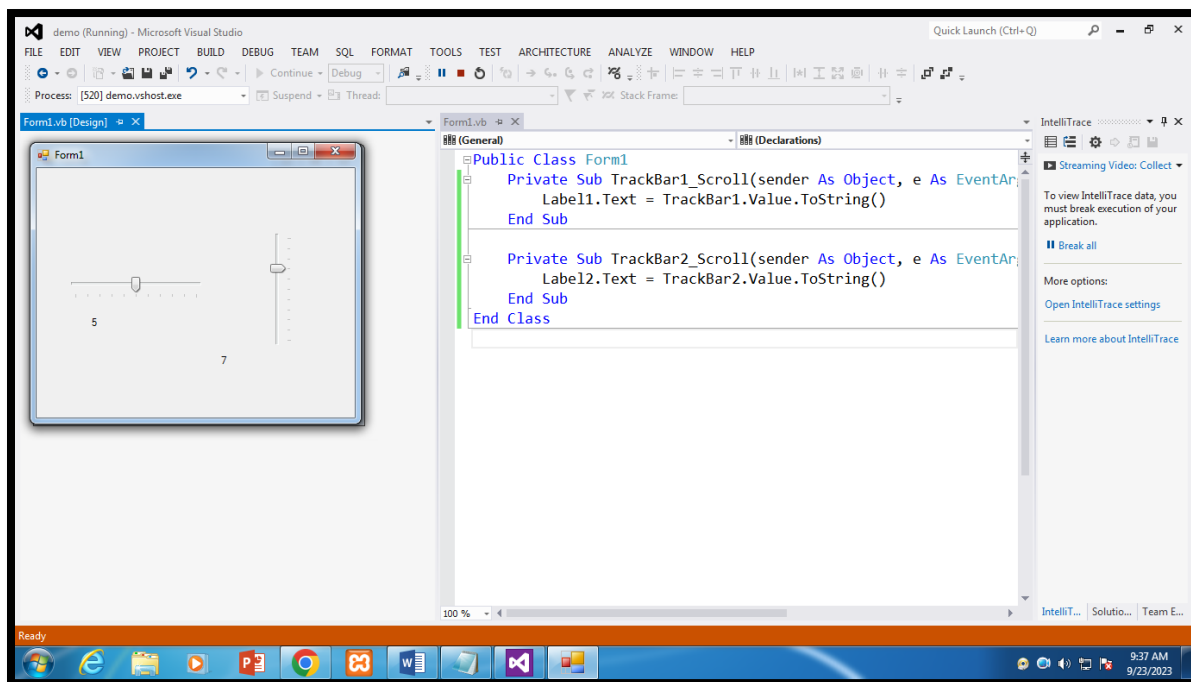 demo (Running) - Microsoft Visual Studio
Quick Launch (Ctrl+Q)
FILE EDIT VIEW PROJECT BUILD DEBUG TEAM SQL FORMAT TOOLS TEST ARCHITECTURE ANALYZE WINDOW HELP
Continue Debug
Process: [520] demo.vshost.exe Suspend Thread: Stack Frame:
Form1.vb [Design]
Form1
5
7
Form1.vb
(General) (Declarations)
Public Class Form1
Private Sub TrackBar1_Scroll(sender As Object, e As EventAr
Label1.Text = TrackBar1.Value.ToString()
End Sub
Private Sub TrackBar2_Scroll(sender As Object, e As EventAr
Label2.Text = TrackBar2.Value.ToString()
End Sub
End Class
100 %
IntelliTrace
Streaming Video: Collect
To view IntelliTrace data, you
must break execution of your
application.
Break all
More options:
Open IntelliTrace settings
Learn more about IntelliTrace
IntelliT... Solutio... Team E...
Ready
9:37 AM
9/23/2023